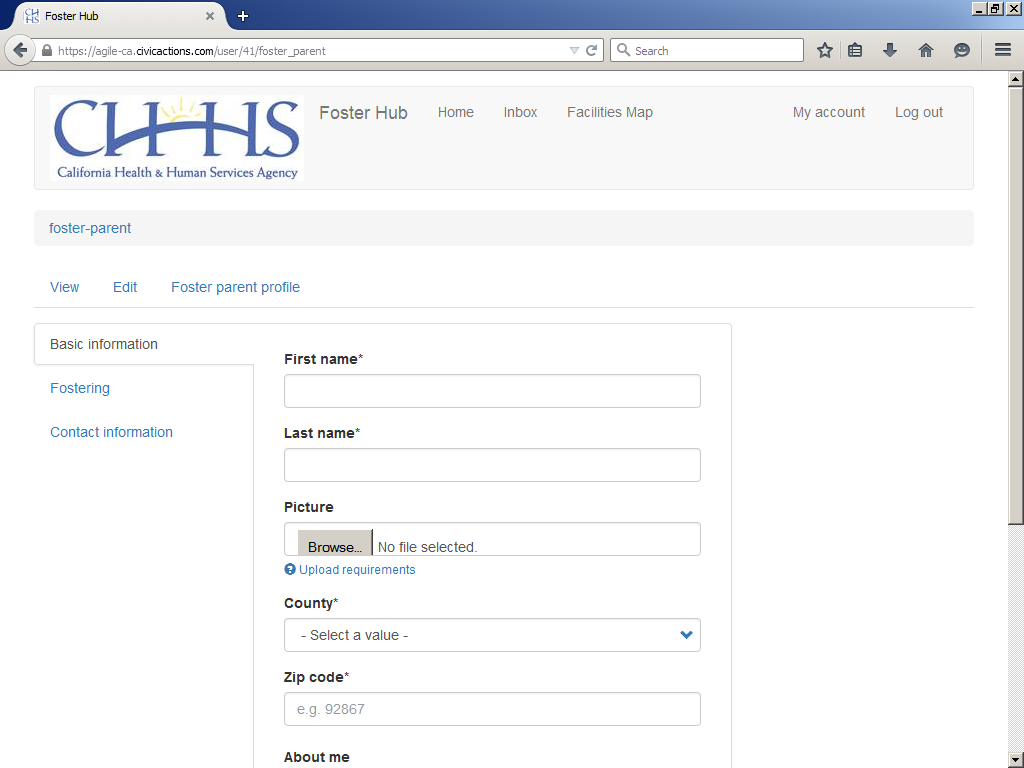 CH HS Foster Hub
https://agile-ca.civicactions.com/user/41/foster_parent
Search
CHHS
California Health & Human Services Agency
Foster Hub Home Inbox Facilities Map My account Log out
foster-parent
View Edit Foster parent profile
Basic information
Fostering
Contact information
First name*
Last name*
Picture
Browse... No file selected.
Upload requirements
County*
- Select a value -
Zip code*
e.g. 92867
About me